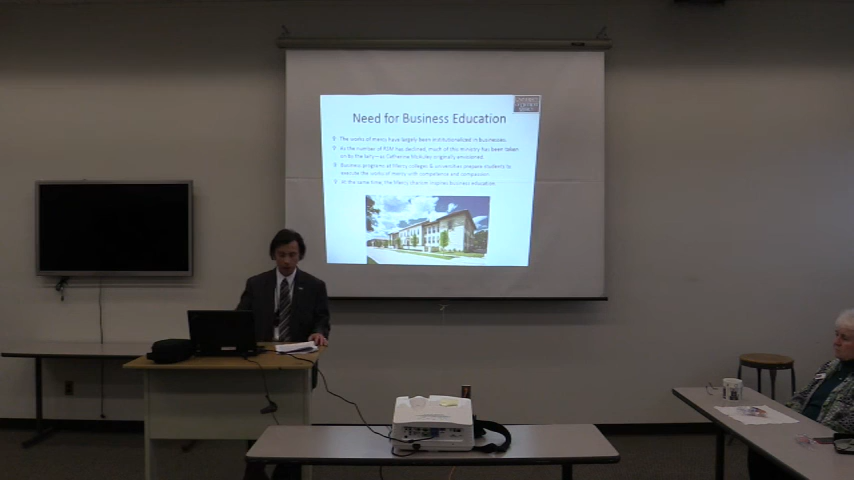 Need for Business Education
The works of mercy have largely been institutionalized in businesses.
As the number of RSM has declined, much of this ministry has been taken
on by the laity – as Catherine McAuley originally envisioned.
Business programs at Mercy colleges & universities prepare students to
execute the works of mercy with competence and compassion.
At the same time, the Mercy charism inspires business education.